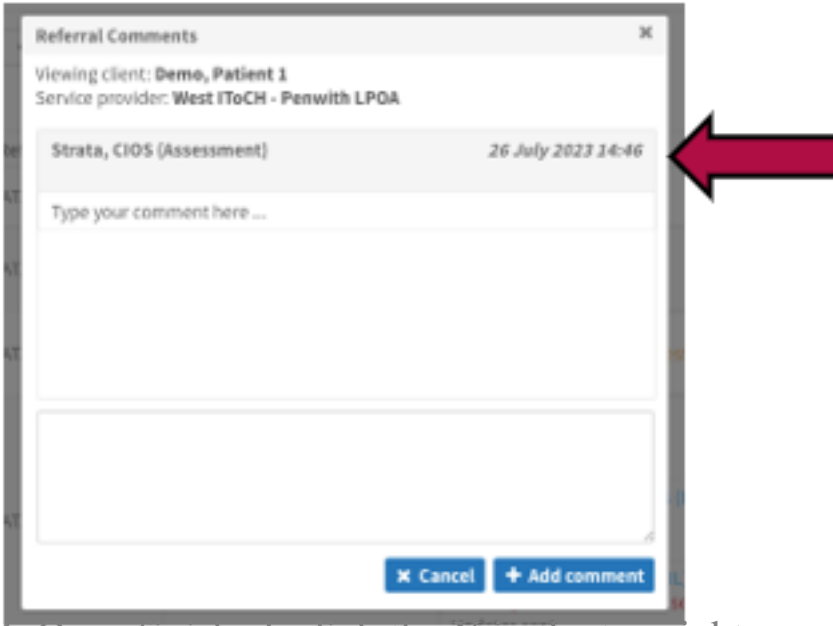 Referral Comments ×
Viewing client: Demo, Patient 1
Service provider: West IToCH - Penwith LPOA
Strata, CIOS (Assessment) 26 July 2023 14:46
Type your comment here ...
× Cancel + Add comment